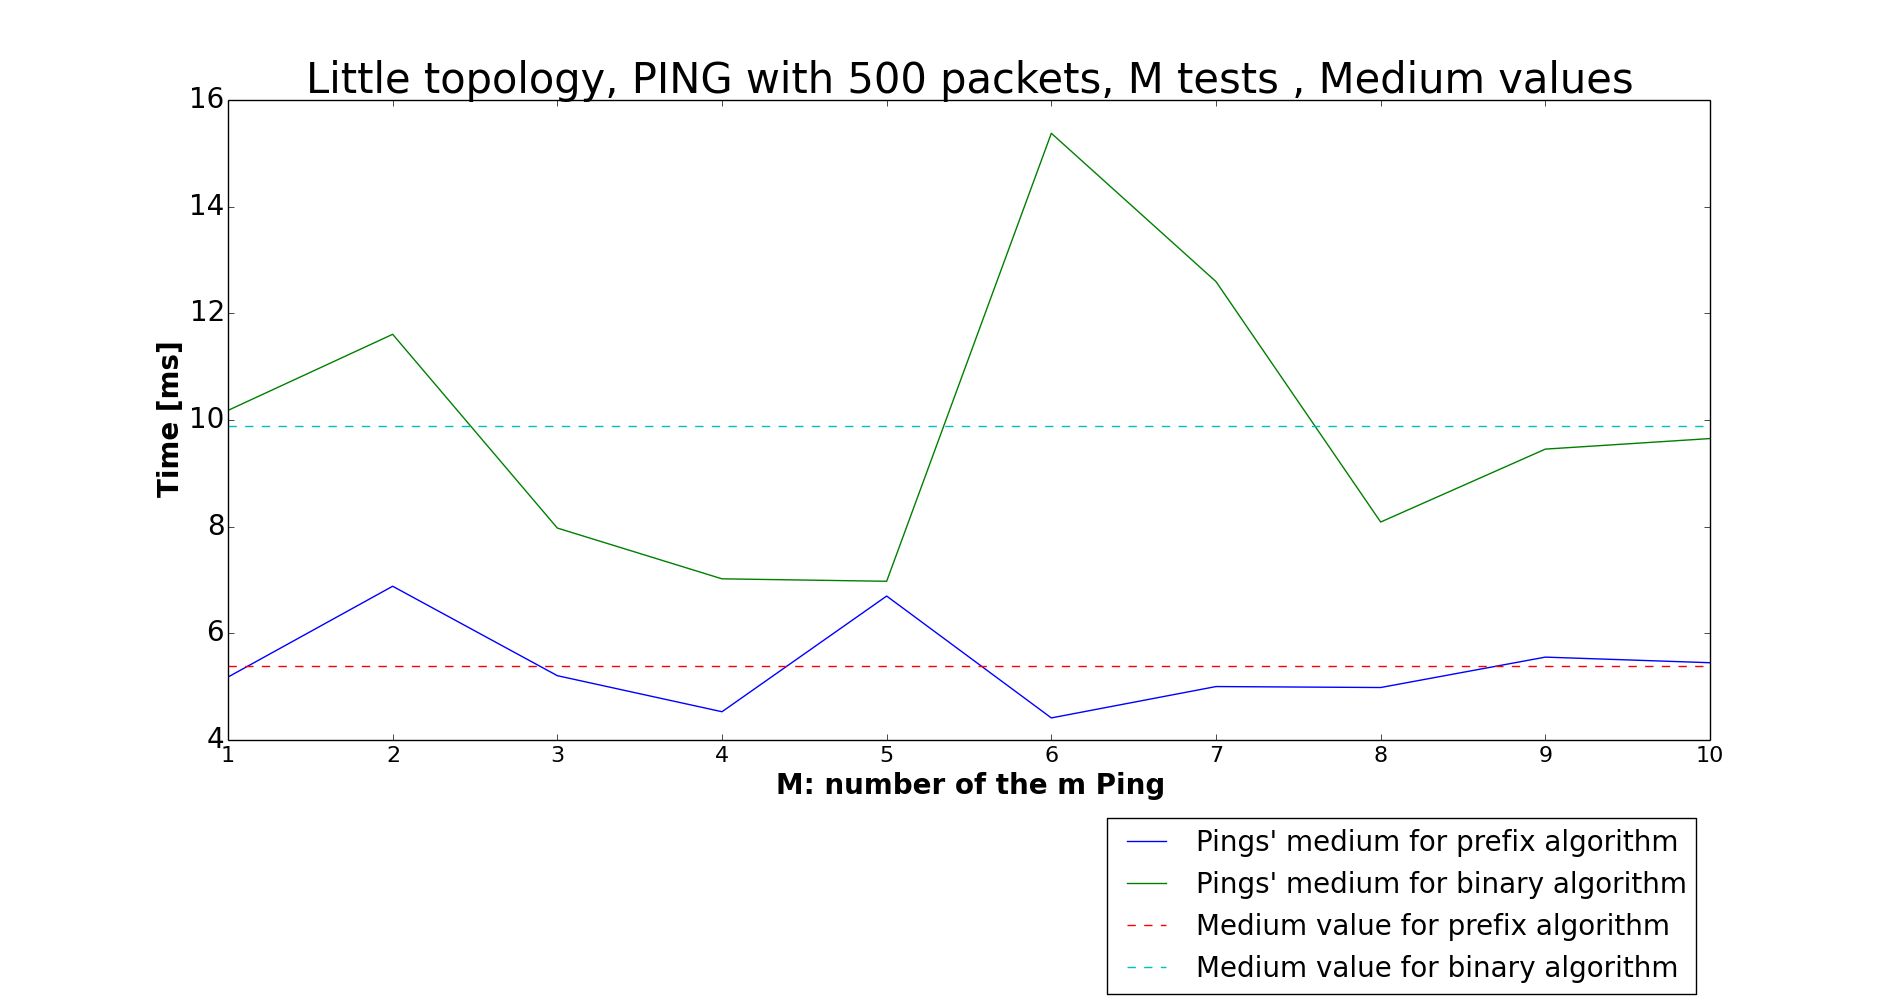 Little topology, PING with 500 packets, M tests , Medium values
16
14
12
10
8
6
4
Time [ms]
1 2 3 4 5 6 7 8 9 10
M: number of the m Ping
Pings' medium for prefix algorithm
Pings' medium for binary algorithm
Medium value for prefix algorithm
Medium value for binary algorithm